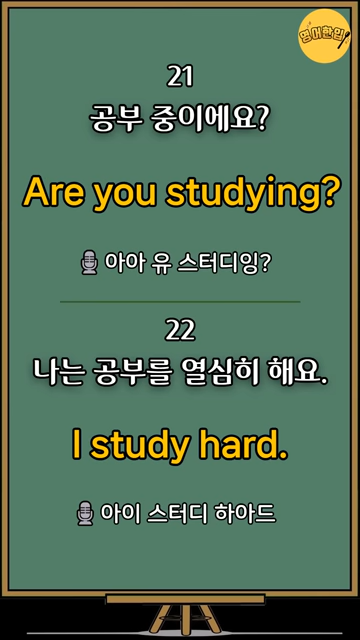 영어한입
21
공부 중이에요?
Are you studying?
아아 유 스터디잉?
22
나는 공부를 열심히 해요.
I study hard.
아이 스터디 하아드